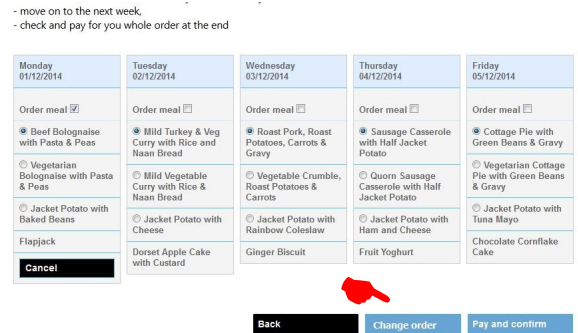 - move on to the next week,
- check and pay for you whole order at the end
Monday
01/12/2014
Order meal
Beef Bolognaise
with Pasta & Peas
Vegetarian
Bolognaise with Pasta
& Peas
Jacket Potato with
Baked Beans
Flapjack
Cancel
Tuesday
02/12/2014
Order meal
Mild Turkey & Veg
Curry with Rice and
Naan Bread
Mild Vegetable
Curry with Rice &
Naan Bread
Jacket Potato with
Cheese
Dorset Apple Cake
with Custard
Wednesday
03/12/2014
Order meal
Roast Pork, Roast
Potatoes, Carrots &
Gravy
Vegetable Crumble,
Roast Potatoes &
Carrots
Jacket Potato with
Rainbow Coleslaw
Ginger Biscuit
Thursday
04/12/2014
Order meal
Sausage Casserole
with Half Jacket
Potato
Quorn Sausage
Casserole with Half
Jacket Potato
Jacket Potato with
Ham and Cheese
Fruit Yoghurt
Friday
05/12/2014
Order meal
Cottage Pie with
Green Beans & Gravy
Vegetarian Cottage
Pie with Green Beans
& Gravy
Jacket Potato with
Tuna Mayo
Chocolate Cornflake
Cake
Back
Change order
Pay and confirm